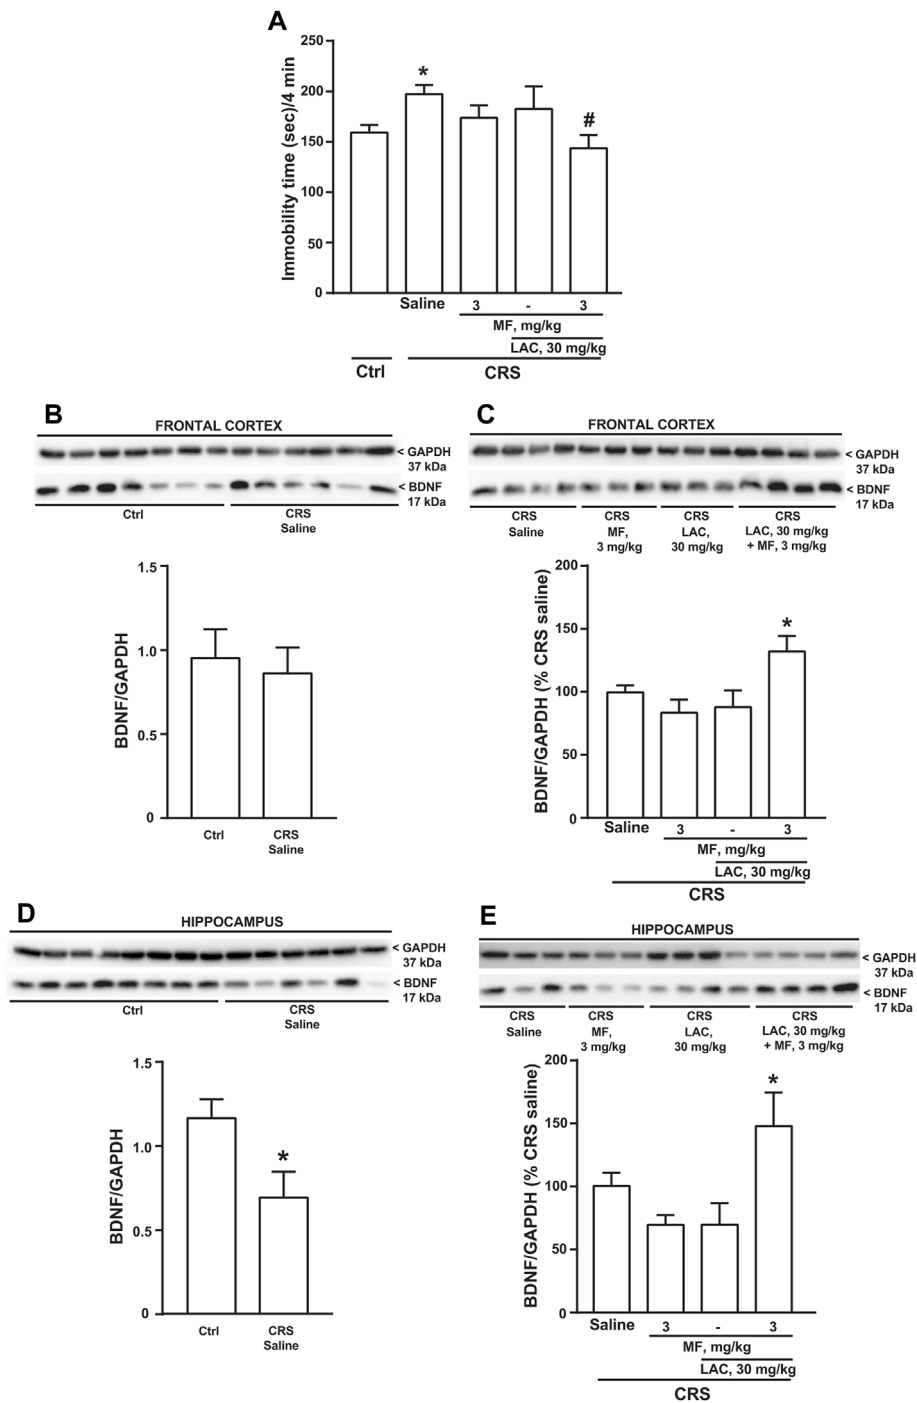 A
Immobility time (sec)/4 min
250
200
150
100
50
0
*
#
Saline 3 - 3
MF, mg/kg
LAC, 30 mg/kg
Ctrl CRS
B
FRONTAL CORTEX
< GAPDH
37 kDa
< BDNF
17 kDa
Ctrl CRS
Saline
BDNF/GAPDH
1.5
1.0
0.5
0
Ctrl CRS
Saline
C
FRONTAL CORTEX
< GAPDH
37 kDa
< BDNF
17 kDa
CRS CRS CRS CRS
Saline MF, LAC, LAC, 30 mg/kg
3 mg/kg 30 mg/kg + MF, 3 mg/kg
BDNF/GAPDH (% CRS saline)
200
150
100
50
0
*
Saline 3 - 3
MF, mg/kg
LAC, 30 mg/kg
CRS
D
HIPPOCAMPUS
< GAPDH
37 kDa
< BDNF
17 kDa
Ctrl CRS
Saline
BDNF/GAPDH
1.5
1.0
0.5
0
*
Ctrl CRS
Saline
E
HIPPOCAMPUS
< GAPDH
37 kDa
< BDNF
17 kDa
CRS CRS CRS CRS
Saline MF, LAC, LAC, 30 mg/kg
3 mg/kg 30 mg/kg + MF, 3 mg/kg
BDNF/GAPDH (% CRS saline)
200
150
100
50
0
*
Saline 3 - 3
MF, mg/kg
LAC, 30 mg/kg
CRS